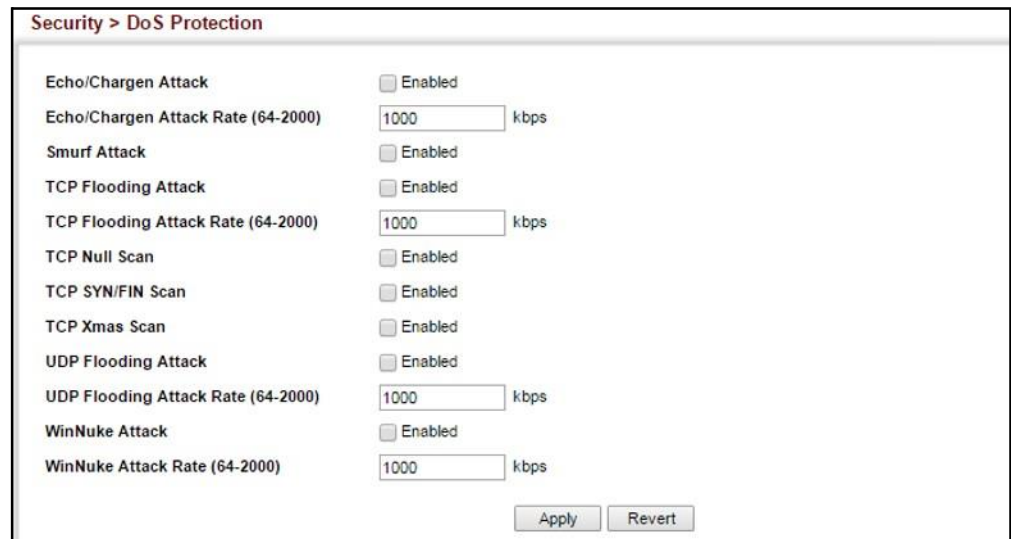 Security > DoS Protection
Echo/Chargen Attack Enabled
Echo/Chargen Attack Rate (64-2000) 1000 kbps
Smurf Attack Enabled
TCP Flooding Attack Enabled
TCP Flooding Attack Rate (64-2000) 1000 kbps
TCP Null Scan Enabled
TCP SYN/FIN Scan Enabled
TCP Xmas Scan Enabled
UDP Flooding Attack Enabled
UDP Flooding Attack Rate (64-2000) 1000 kbps
WinNuke Attack Enabled
WinNuke Attack Rate (64-2000) 1000 kbps
Apply Revert